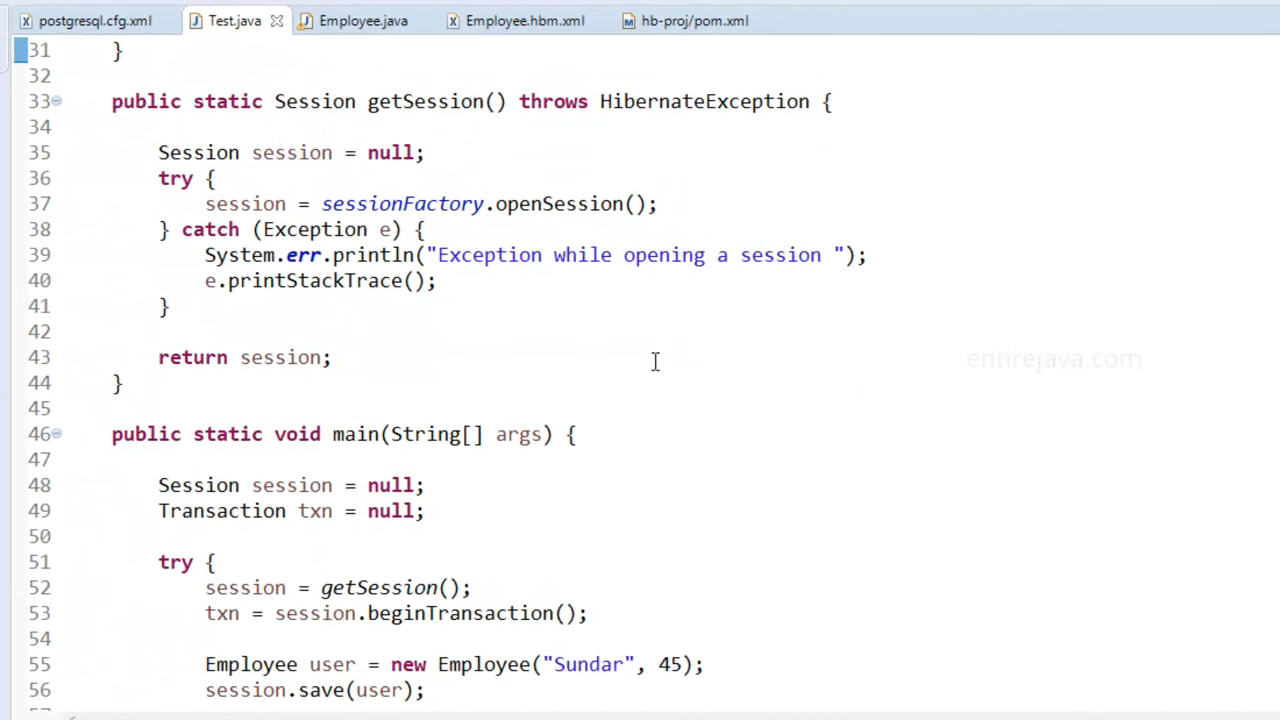 postgresql.cfg.xml Test.java Employee.java Employee.hbm.xml hb-proj/pom.xml
31 }
32
33 public static Session getSession() throws HibernateException {
34
35 Session session = null;
36 try {
37 session = sessionFactory.openSession();
38 } catch (Exception e) {
39 System.err.println("Exception while opening a session ");
40 e.printStackTrace();
41 }
42
43 return session;
entirejava.com
44 }
45
46 public static void main(String[] args) {
47
48 Session session = null;
49 Transaction txn = null;
50
51 try {
52 session = getSession();
53 txn = session.beginTransaction();
54
55 Employee user = new Employee("Sundar", 45);
56 session.save(user);